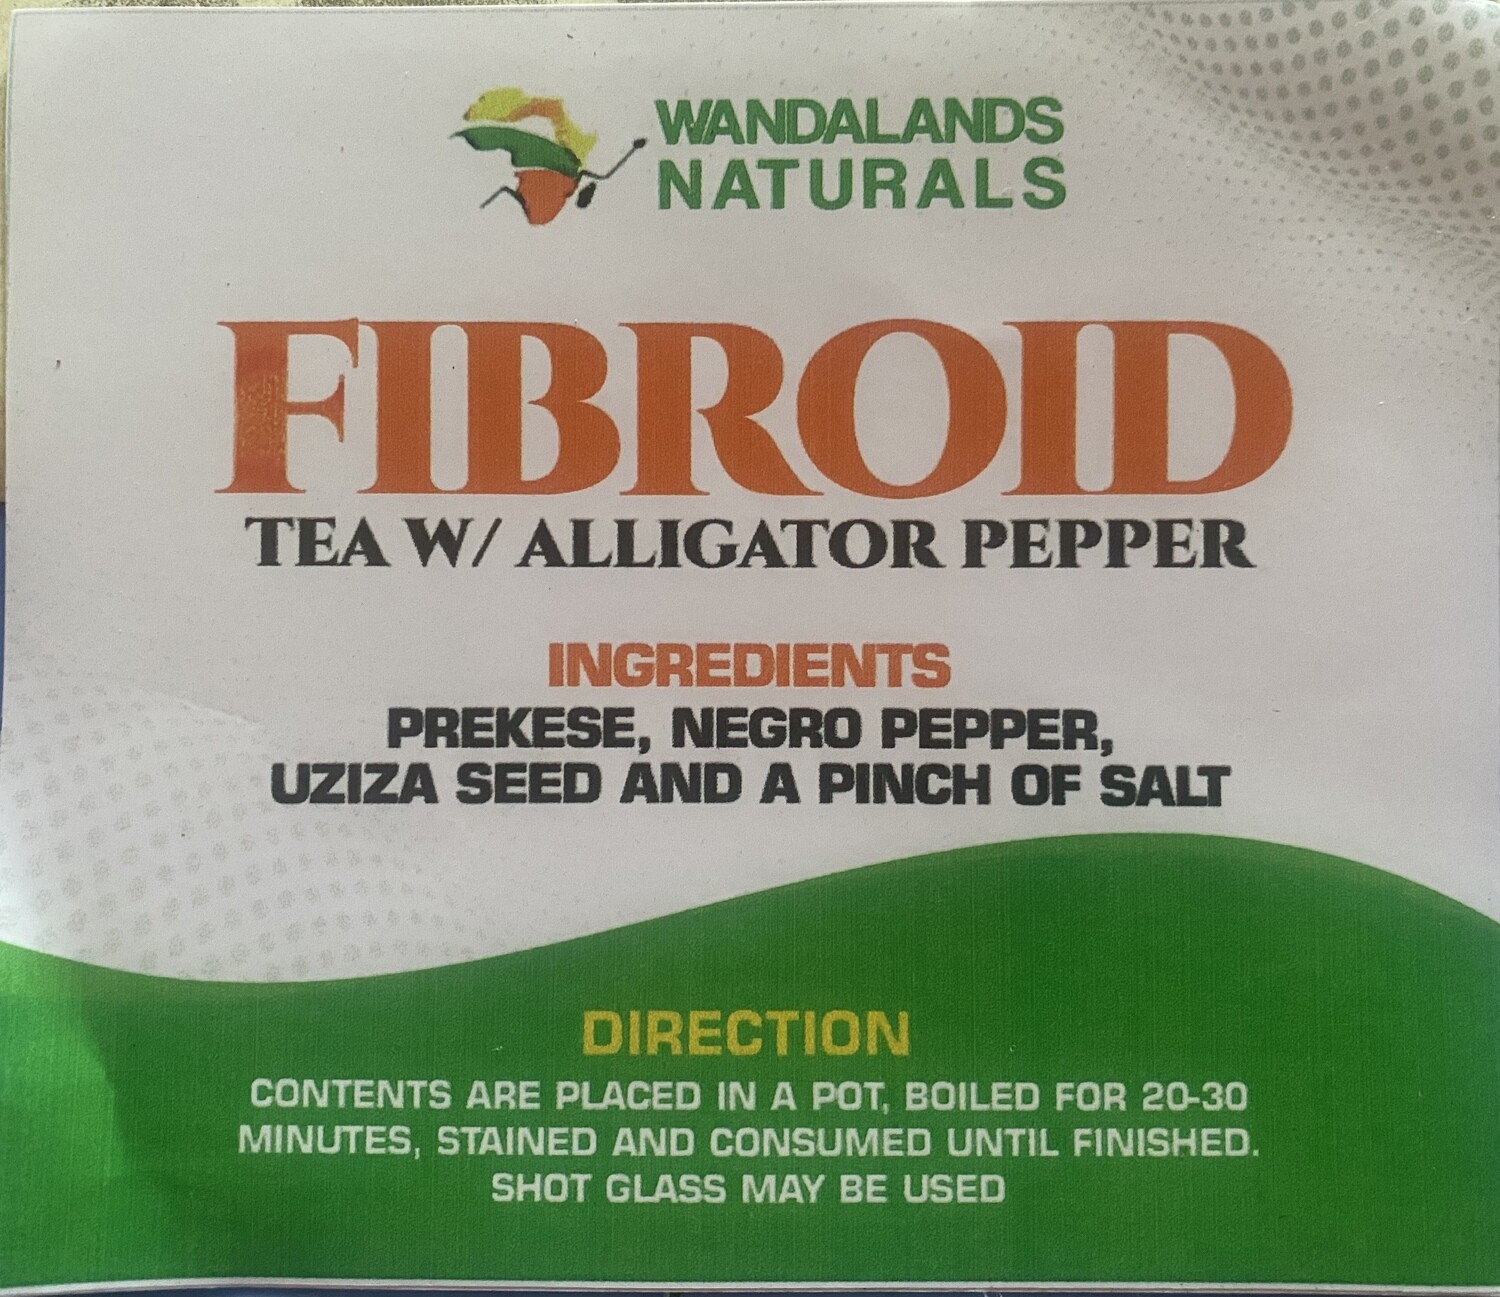 WANDALANDS
NATURALS
FIBROID
TEA W/ ALLIGATOR PEPPER
INGREDIENTS
PREKESE, NEGRO PEPPER,
UZIZA SEED AND A PINCH OF SALT
DIRECTION
CONTENTS ARE PLACED IN A POT, BOILED FOR 20-30
MINUTES, STAINED AND CONSUMED UNTIL FINISHED.
SHOT GLASS MAY BE USED